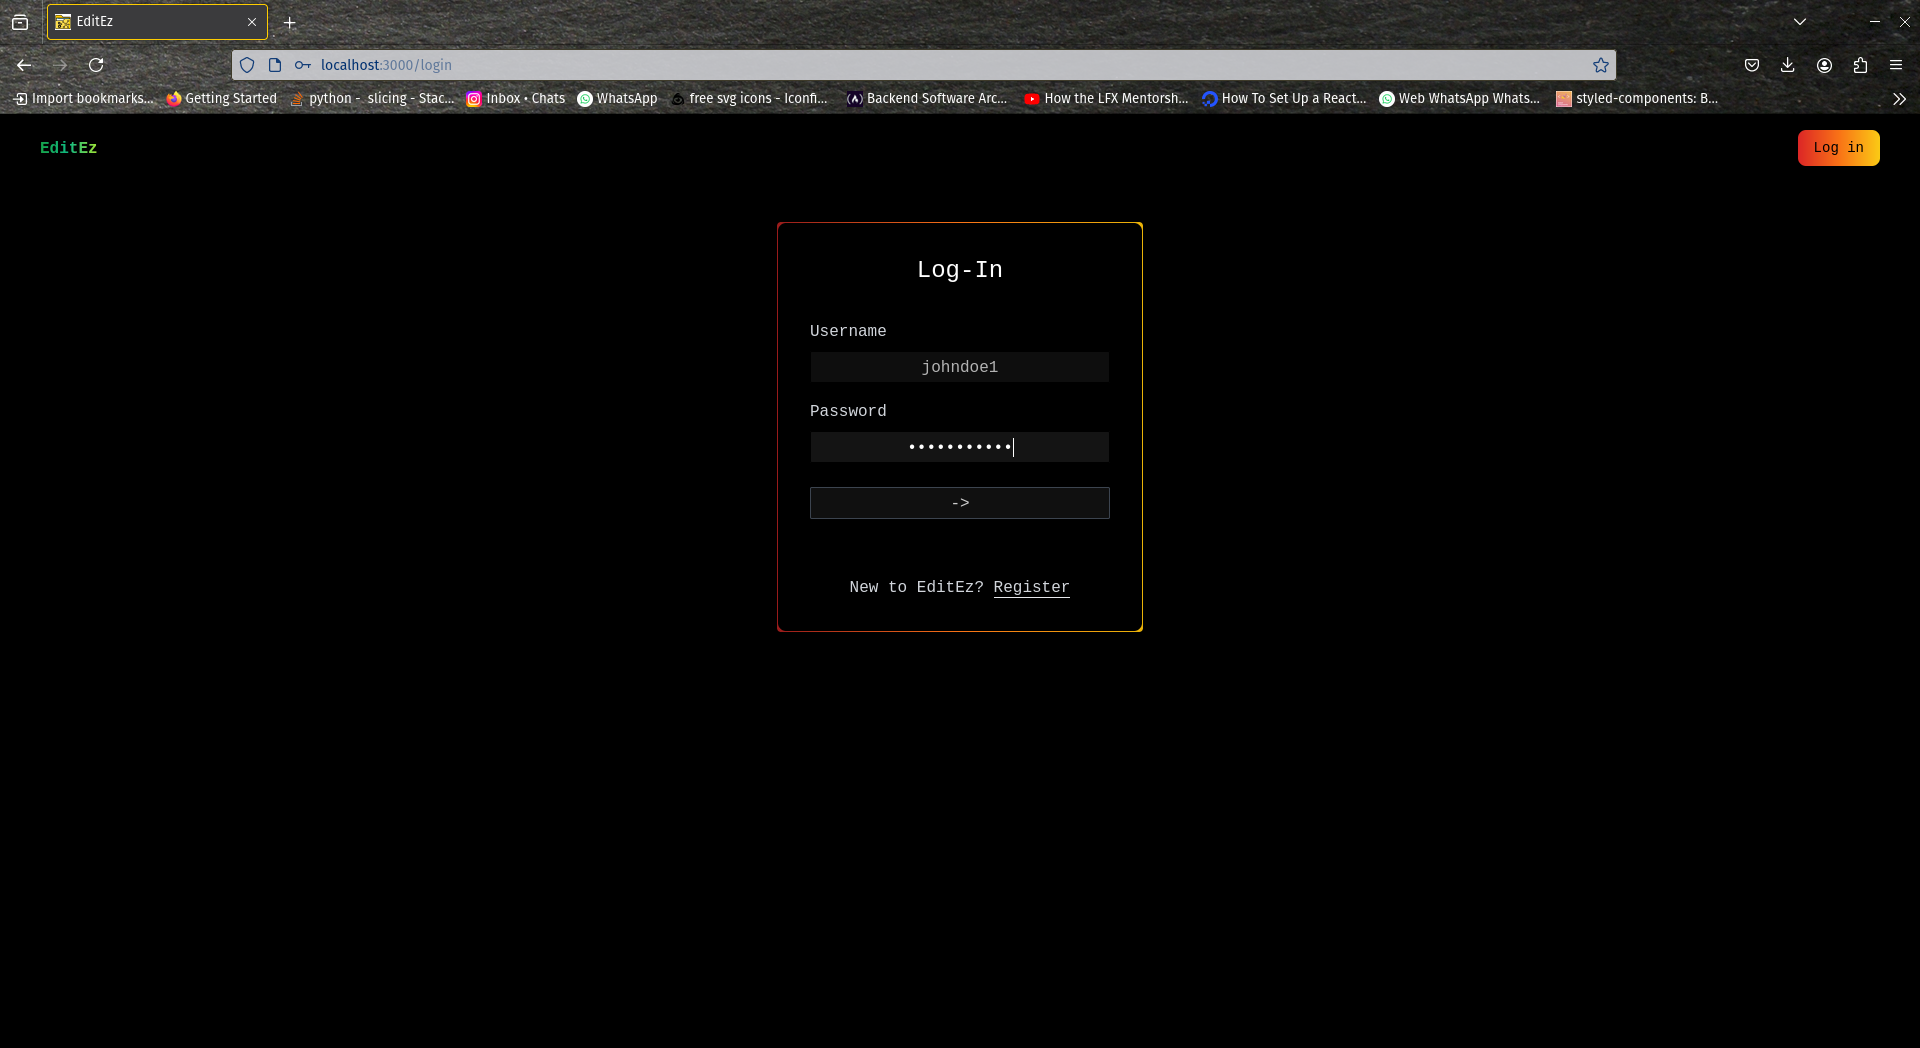 EditEz
localhost:3000/login
Import bookmarks... Getting Started python - slicing - Stac... Inbox • Chats WhatsApp free svg icons - Iconfi... Backend Software Arc... How the LFX Mentorsh... How To Set Up a React... Web WhatsApp Whats... styled-components: B...
EditEz Log in
Log-In
Username
johndoe1
Password
•••••••••••
->
New to EditEz? Register